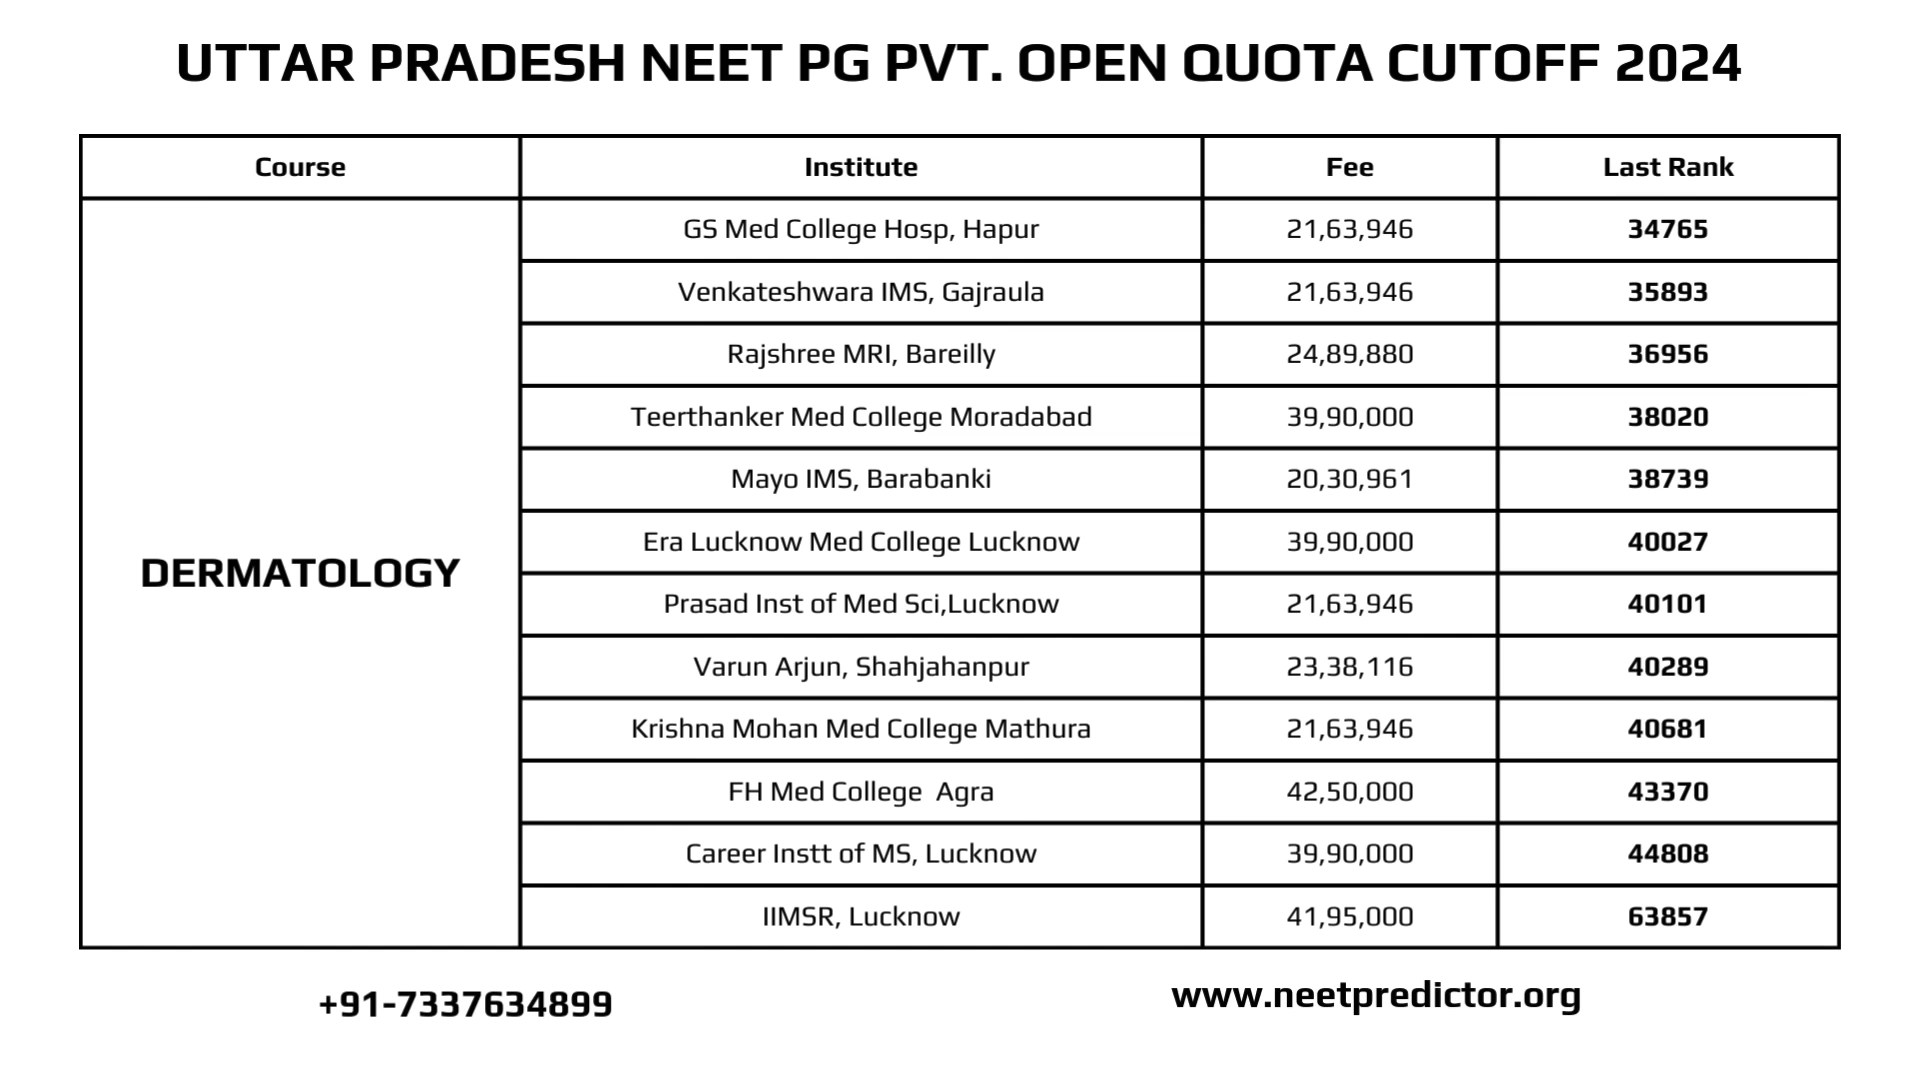 UTTAR PRADESH NEET PG PVT. OPEN QUOTA CUTOFF 2024
Course Institute Fee Last Rank
GS Med College Hosp, Hapur 21,63,946 34765
Venkateshwara IMS, Gajraula 21,63,946 35893
Rajshree MRI, Bareilly 24,89,880 36956
Teerthanker Med College Moradabad 39,90,000 38020
Mayo IMS, Barabanki 20,30,961 38739
Era Lucknow Med College Lucknow 39,90,000 40027
DERMATOLOGY
Prasad Inst of Med Sci,Lucknow 21,63,946 40101
Varun Arjun, Shahjahanpur 23,38,116 40289
Krishna Mohan Med College Mathura 21,63,946 40681
FH Med College  Agra 42,50,000 43370
Career Instt of MS, Lucknow 39,90,000 44808
IIMSR, Lucknow 41,95,000 63857
+91-7337634899 www.neetpredictor.org